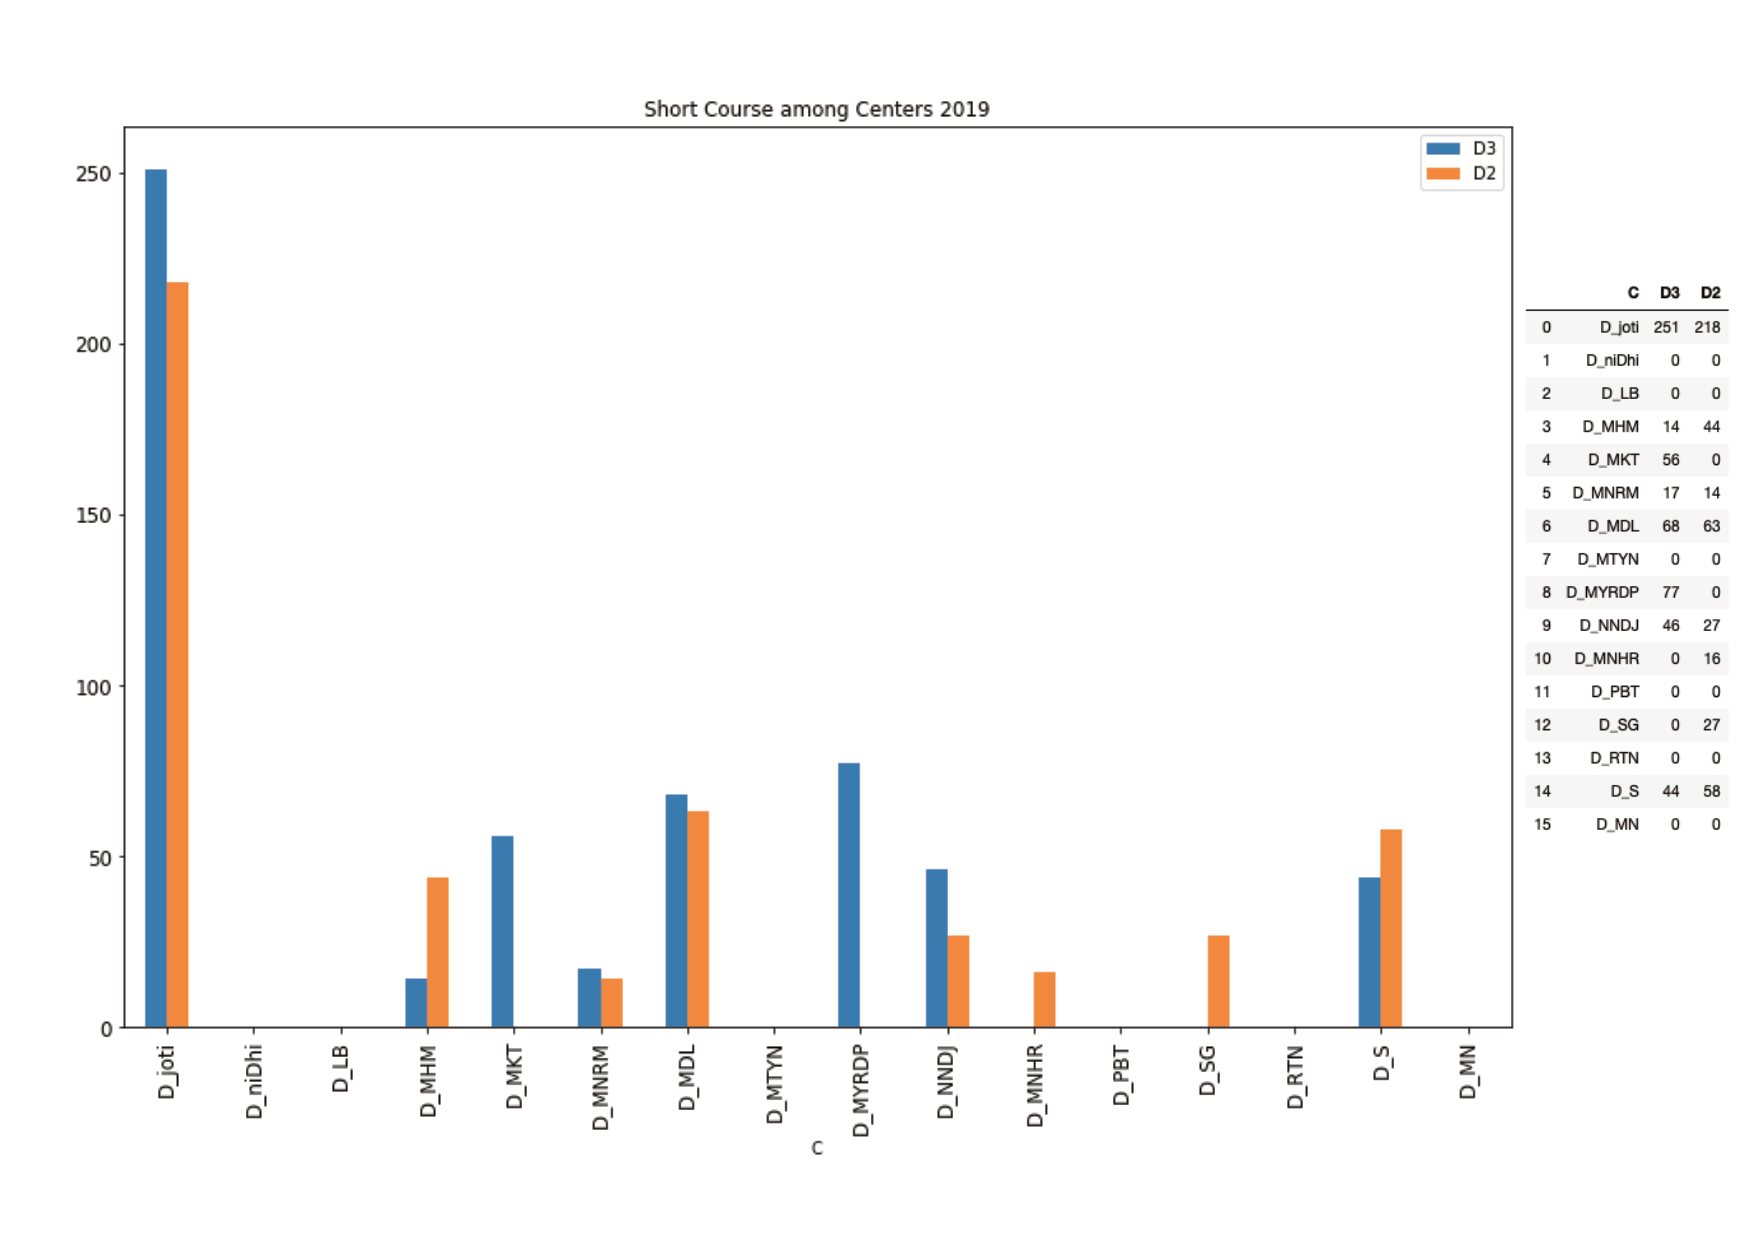 Short Course among Centers 2019
D3
D2
250
200
150
100
50
0
D_joti
D_niDhi
D_LB
D_MHM
D_MKT
D_MNRM
D_MDL
D_MTYN
D_MYRDP
D_NNDJ
D_MNHR
D_PBT
D_SG
D_RTN
D_S
D_MN
C
C D3 D2
0 D_joti 251 218
1 D_niDhi 0 0
2 D_LB 0 0
3 D_MHM 14 44
4 D_MKT 56 0
5 D_MNRM 17 14
6 D_MDL 68 63
7 D_MTYN 0 0
8 D_MYRDP 77 0
9 D_NNDJ 46 27
10 D_MNHR 0 16
11 D_PBT 0 0
12 D_SG 0 27
13 D_RTN 0 0
14 D_S 44 58
15 D_MN 0 0